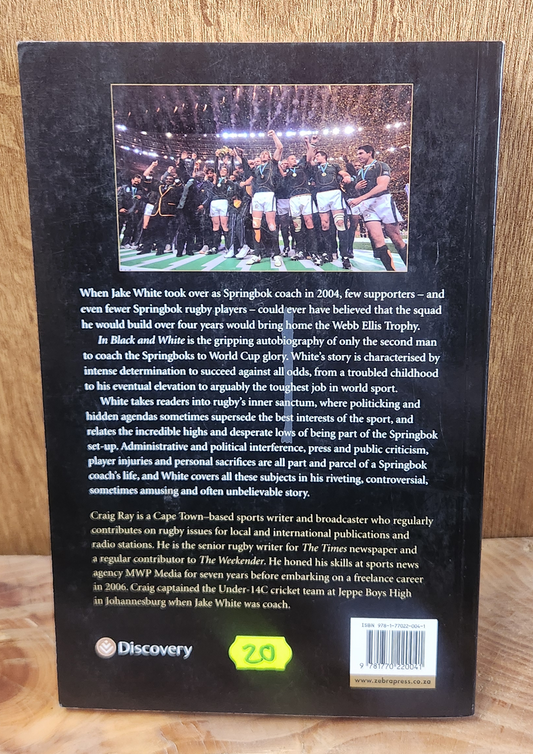 When Jake White took over as Springbok coach in 2004, few supporters – and
even fewer Springbok rugby players – could ever have believed that the squad
he would build over four years would bring home the Webb Ellis Trophy.
In Black and White is the gripping autobiography of only the second man
to coach the Springboks to World Cup glory. White's story is characterised by
intense determination to succeed against all odds, from a troubled childhood
to his eventual elevation to arguably the toughest job in world sport.
White takes readers into rugby's inner sanctum, where politicking and
hidden agendas sometimes supersede the best interests of the sport, and
relates the incredible highs and desperate lows of being part of the Springbok
set-up. Administrative and political interference, press and public criticism,
player injuries and personal sacrifices are all part and parcel of a Springbok
coach's life, and White covers all these subjects in his riveting, controversial,
sometimes amusing and often unbelievable story.
Craig Ray is a Cape Town–based sports writer and broadcaster who regularly
contributes on rugby issues for local and international publications and
radio stations. He is the senior rugby writer for The Times newspaper and
a regular contributor to The Weekender. He honed his skills at sports news
agency MWP Media for seven years before embarking on a freelance career
in 2006. Craig captained the Under-14C cricket team at Jeppe Boys High
in Johannesburg when Jake White was coach.
Discovery
20
ISBN 978-1-77022-004-1
9 781770 220041
www.zebrapress.co.za